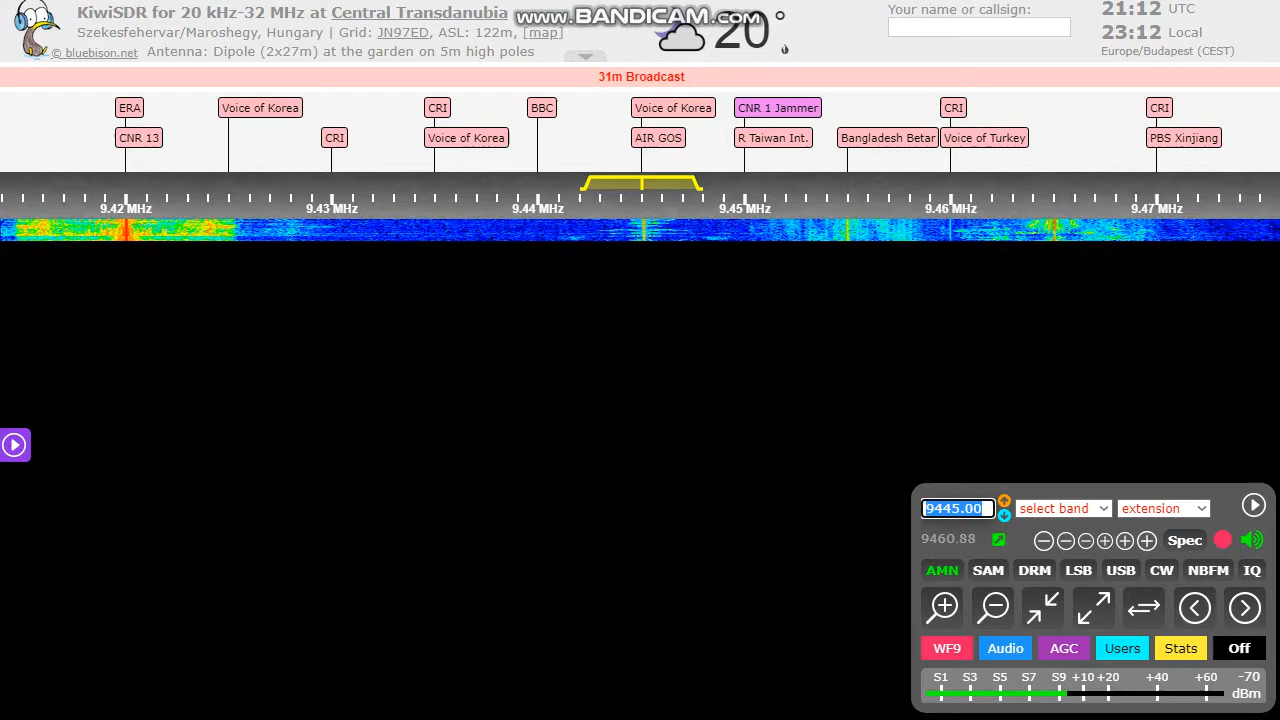 KiwiSDR for 20 kHz-32 MHz at Central Transdanubia
www.BANDICAM.com
20 °
Your name or callsign:
21:12 UTC
Szekesfehervar/Maroshegy, Hungary | Grid: JN97ED, ASL: 122m, [map]
23:12 Local
© bluebison.net Antenna: Dipole (2x27m) at the garden on 5m high poles
Europe/Budapest (CEST)
31m Broadcast
ERA Voice of Korea CRI BBC Voice of Korea CNR 1 Jammer CRI CRI
CNR 13 CRI Voice of Korea AIR GOS R Taiwan Int. Bangladesh Betar Voice of Turkey PBS Xinjiang
9.42 MHz 9.43 MHz 9.44 MHz 9.45 MHz 9.46 MHz 9.47 MHz
9445.00 select band extension
9460.88 Spec
AMN SAM DRM LSB USB CW NBFM IQ
WF9 Audio AGC Users Stats Off
S1 S3 S5 S7 S9 +10 +20 +40 +60 -70
dBm